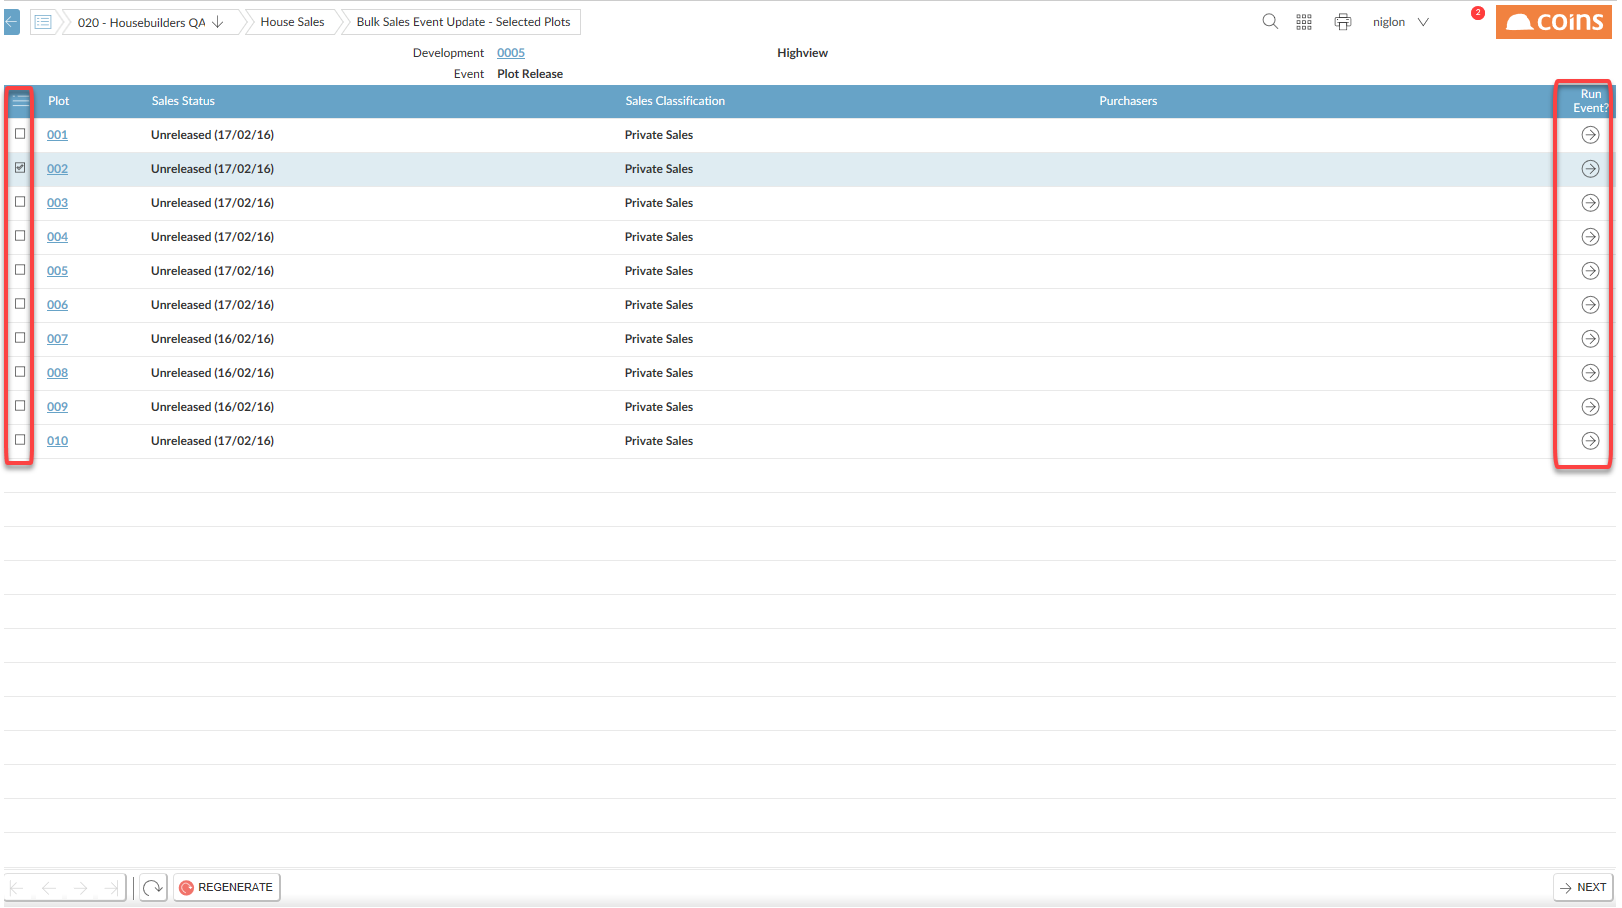 020 - Housebuilders QA House Sales Bulk Sales Event Update - Selected Plots niglon 2 coins
Development 0005 Highview
Event Plot Release
Plot Sales Status Sales Classification Purchasers Run Event?
001 Unreleased (17/02/16) Private Sales
002 Unreleased (17/02/16) Private Sales
003 Unreleased (17/02/16) Private Sales
004 Unreleased (17/02/16) Private Sales
005 Unreleased (17/02/16) Private Sales
006 Unreleased (17/02/16) Private Sales
007 Unreleased (16/02/16) Private Sales
008 Unreleased (16/02/16) Private Sales
009 Unreleased (16/02/16) Private Sales
010 Unreleased (17/02/16) Private Sales
REGENERATE NEXT